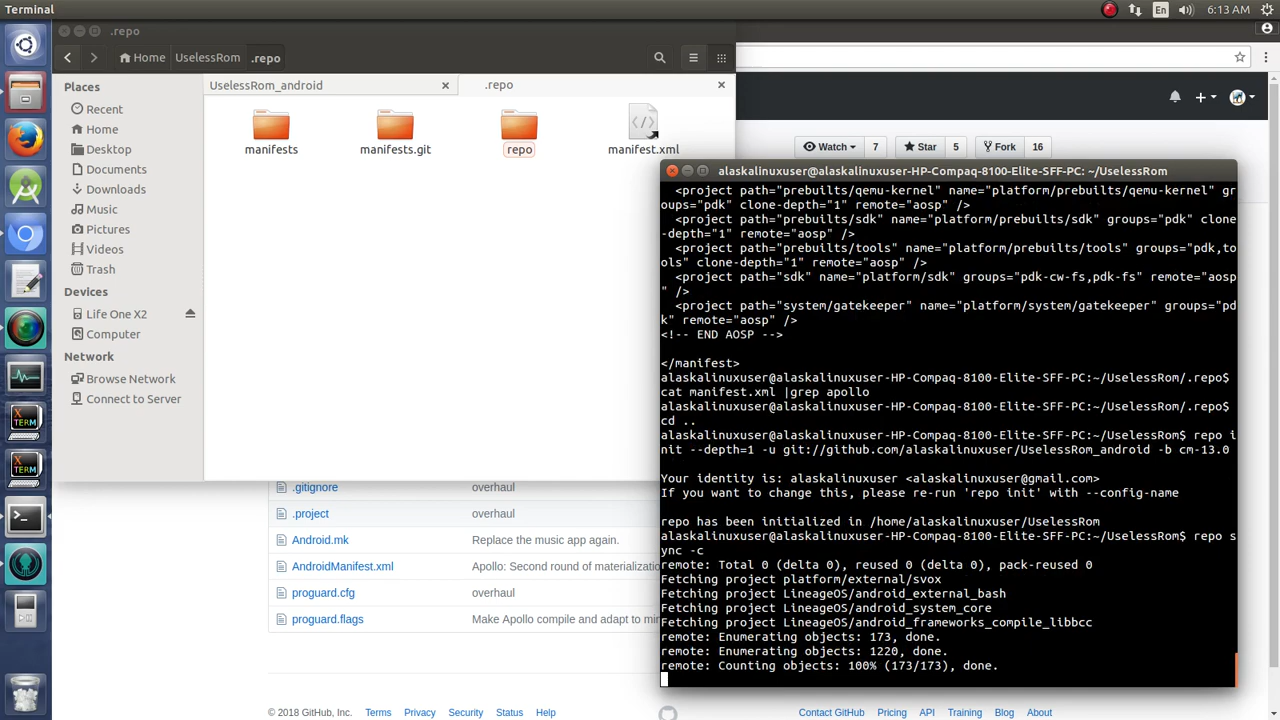 Terminal
En
6:13 AM
.repo
Home
UselessRom
.repo
Places
Recent
Home
Desktop
Documents
Downloads
Music
Pictures
Videos
Trash
Devices
Life One X2
Computer
Network
Browse Network
Connect to Server
UselessRom_android
.repo
manifests
manifests.git
repo
manifest.xml
Watch
7
Star
5
Fork
16
.gitignore
overhaul
.project
overhaul
Android.mk
Replace the music app again.
AndroidManifest.xml
Apollo: Second round of materializatio
proguard.cfg
overhaul
proguard.flags
Make Apollo compile and adapt to mi
alaskalinuxuser@alaskalinuxuser-HP-Compaq-8100-Elite-SFF-PC: ~/UselessRom
<project path="prebuilts/qemu-kernel" name="platform/prebuilts/qemu-kernel" gr
oups="pdk" clone-depth="1" remote="aosp" />
<project path="prebuilts/sdk" name="platform/prebuilts/sdk" groups="pdk" clone
-depth="1" remote="aosp" />
<project path="prebuilts/tools" name="platform/prebuilts/tools" groups="pdk,to
ols" clone-depth="1" remote="aosp" />
<project path="sdk" name="platform/sdk" groups="pdk-cw-fs,pdk-fs" remote="aosp
" />
<project path="system/gatekeeper" name="platform/system/gatekeeper" groups="pd
k" remote="aosp" />
<!-- END AOSP -->
</manifest>
alaskalinuxuser@alaskalinuxuser-HP-Compaq-8100-Elite-SFF-PC:~/UselessRom/.repo$
cat manifest.xml |grep apollo
alaskalinuxuser@alaskalinuxuser-HP-Compaq-8100-Elite-SFF-PC:~/UselessRom/.repo$
cd ..
alaskalinuxuser@alaskalinuxuser-HP-Compaq-8100-Elite-SFF-PC:~/UselessRom$ repo i
nit --depth=1 -u git://github.com/alaskalinuxuser/UselessRom_android -b cm-13.0
Your identity is: alaskalinuxuser <alaskalinuxuser@gmail.com>
If you want to change this, please re-run 'repo init' with --config-name
repo has been initialized in /home/alaskalinuxuser/UselessRom
alaskalinuxuser@alaskalinuxuser-HP-Compaq-8100-Elite-SFF-PC:~/UselessRom$ repo s
ync -c
remote: Total 0 (delta 0), reused 0 (delta 0), pack-reused 0
Fetching project platform/external/svox
Fetching project LineageOS/android_external_bash
Fetching project LineageOS/android_system_core
Fetching project LineageOS/android_frameworks_compile_libbcc
remote: Enumerating objects: 173, done.
remote: Enumerating objects: 1220, done.
remote: Counting objects: 100% (173/173), done.
© 2018 GitHub, Inc.
Terms
Privacy
Security
Status
Help
Contact GitHub
Pricing
API
Training
Blog
About
X
TERM
X
TERM